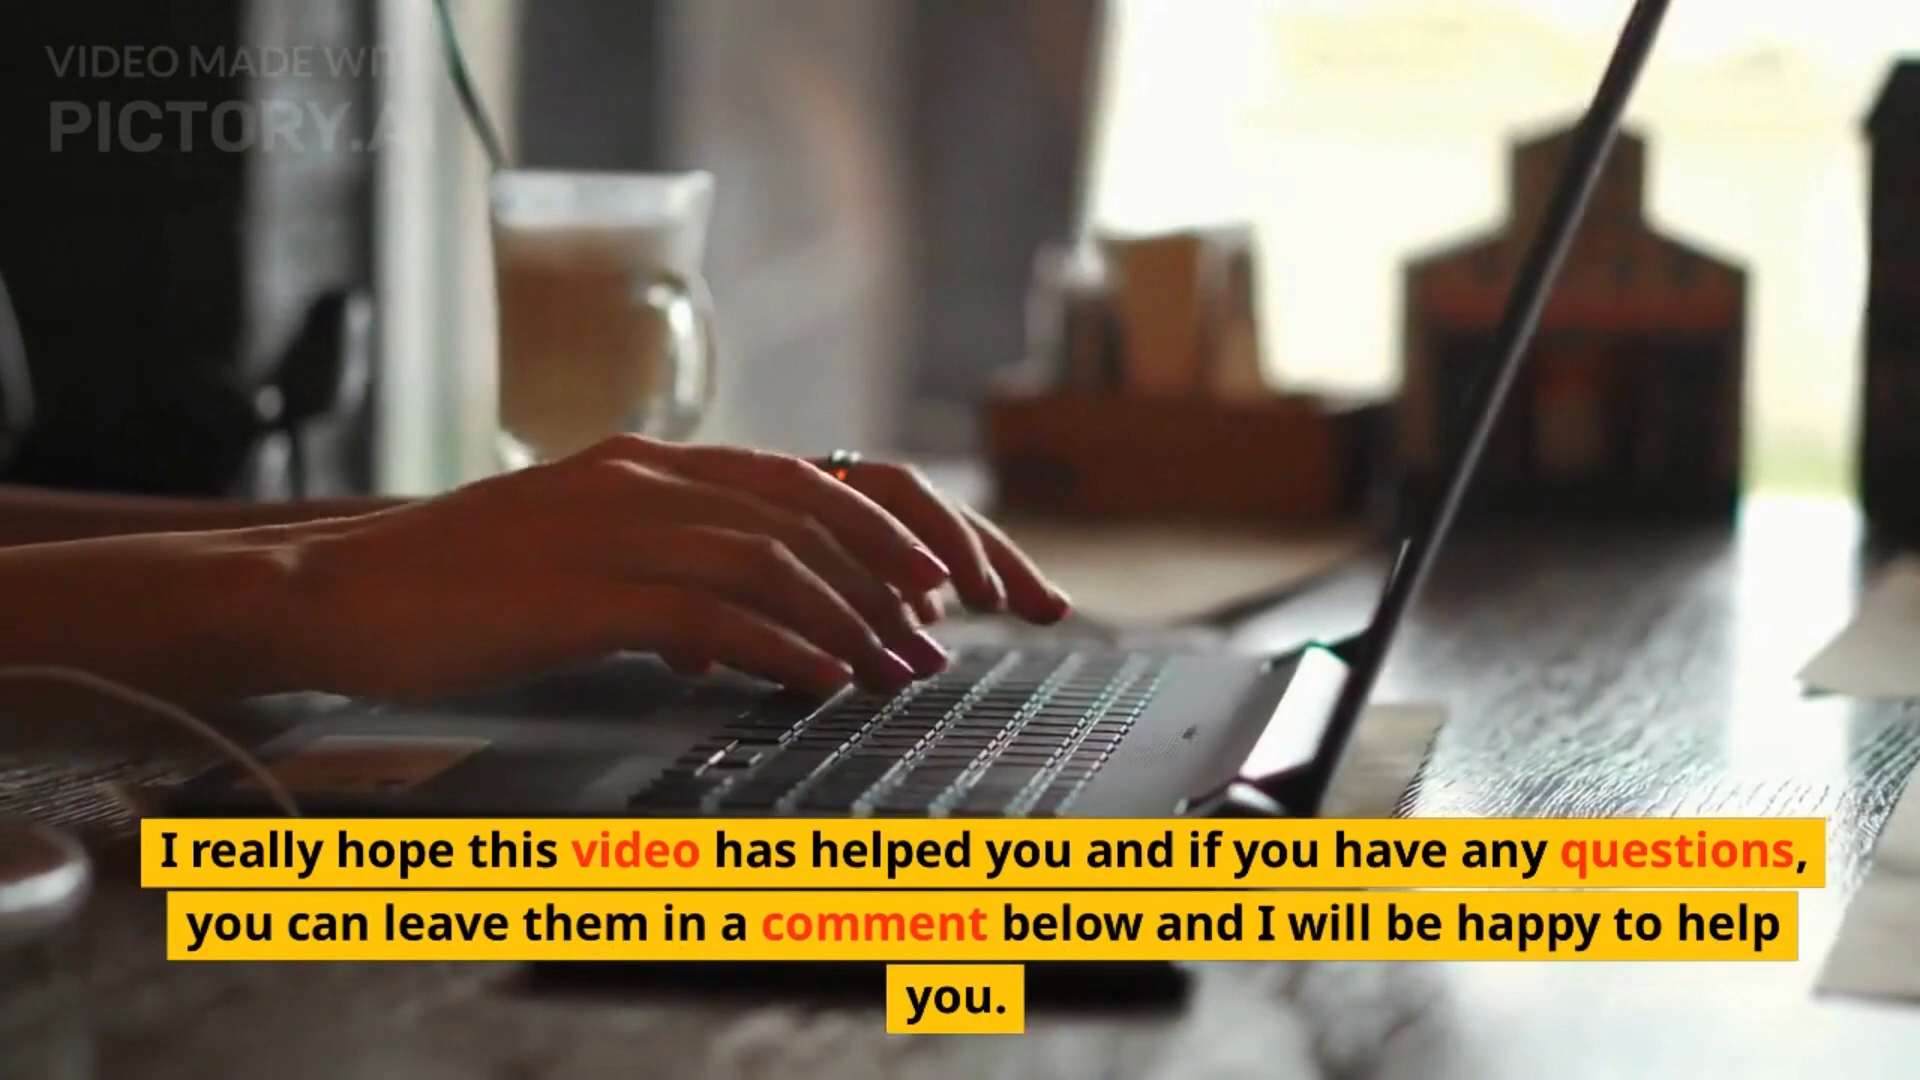 VIDEO MADE WI
PICTORY.A
I really hope this video has helped you and if you have any questions,
you can leave them in a comment below and I will be happy to help
you.